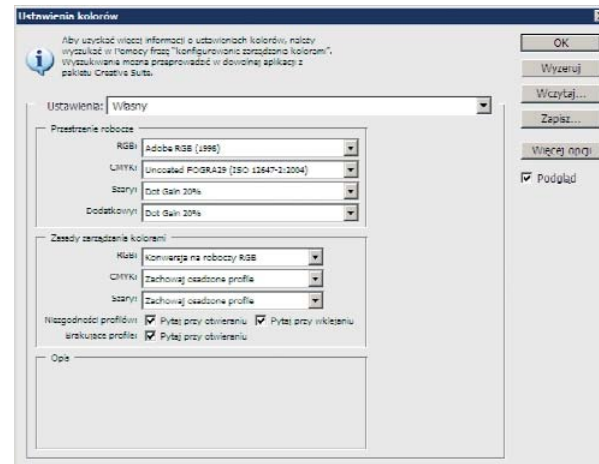 Ustawienia kolorów
Aby uzyskać więcej informacji o ustawieniach kolorów, należy
wyszukać w Pomocy frazę "konfigurowanie zarządzania kolorami".
Wyszukiwanie można przeprowadzić w dowolnej aplikacji z
pakietu Creative Suite.
OK
Wyzeruj
Wczytaj...
Zapisz...
Więcej opcji
Podgląd
Ustawienia: Własny
Przestrzenie robocze
RGB: Adobe RGB (1998)
CMYK: Uncoated FOGRA29 (ISO 12647-2:2004)
Szary: Dot Gain 20%
Dodatkowy: Dot Gain 20%
Zasady zarządzania kolorami
RGB: Konwersja na roboczy RGB
CMYK: Zachowaj osadzone profile
Szary: Zachowaj osadzone profile
Niezgodności profilów: Pytaj przy otwieraniu Pytaj przy wklejaniu
Brakujące profile: Pytaj przy otwieraniu
Opis